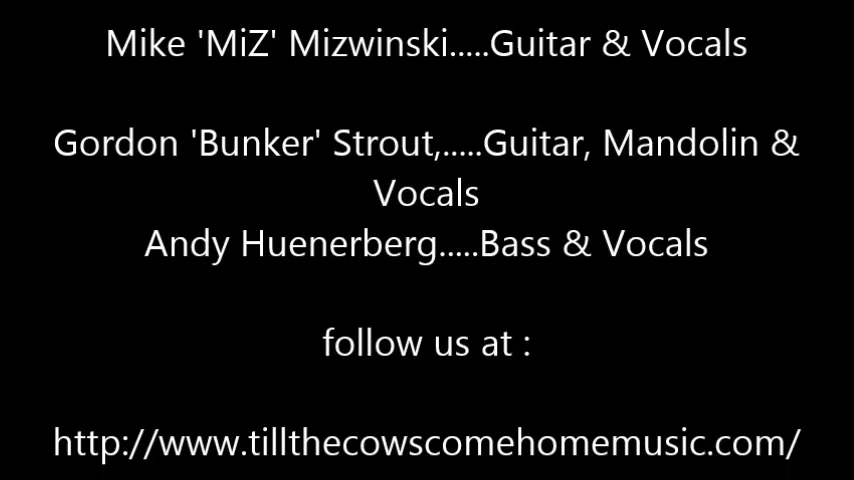 Mike 'MiZ' Mizwinski.....Guitar & Vocals
Gordon 'Bunker' Strout,.....Guitar, Mandolin &
Vocals
Andy Huenerberg.....Bass & Vocals
follow us at :
http://www.tillthecowscomehomemusic.com/